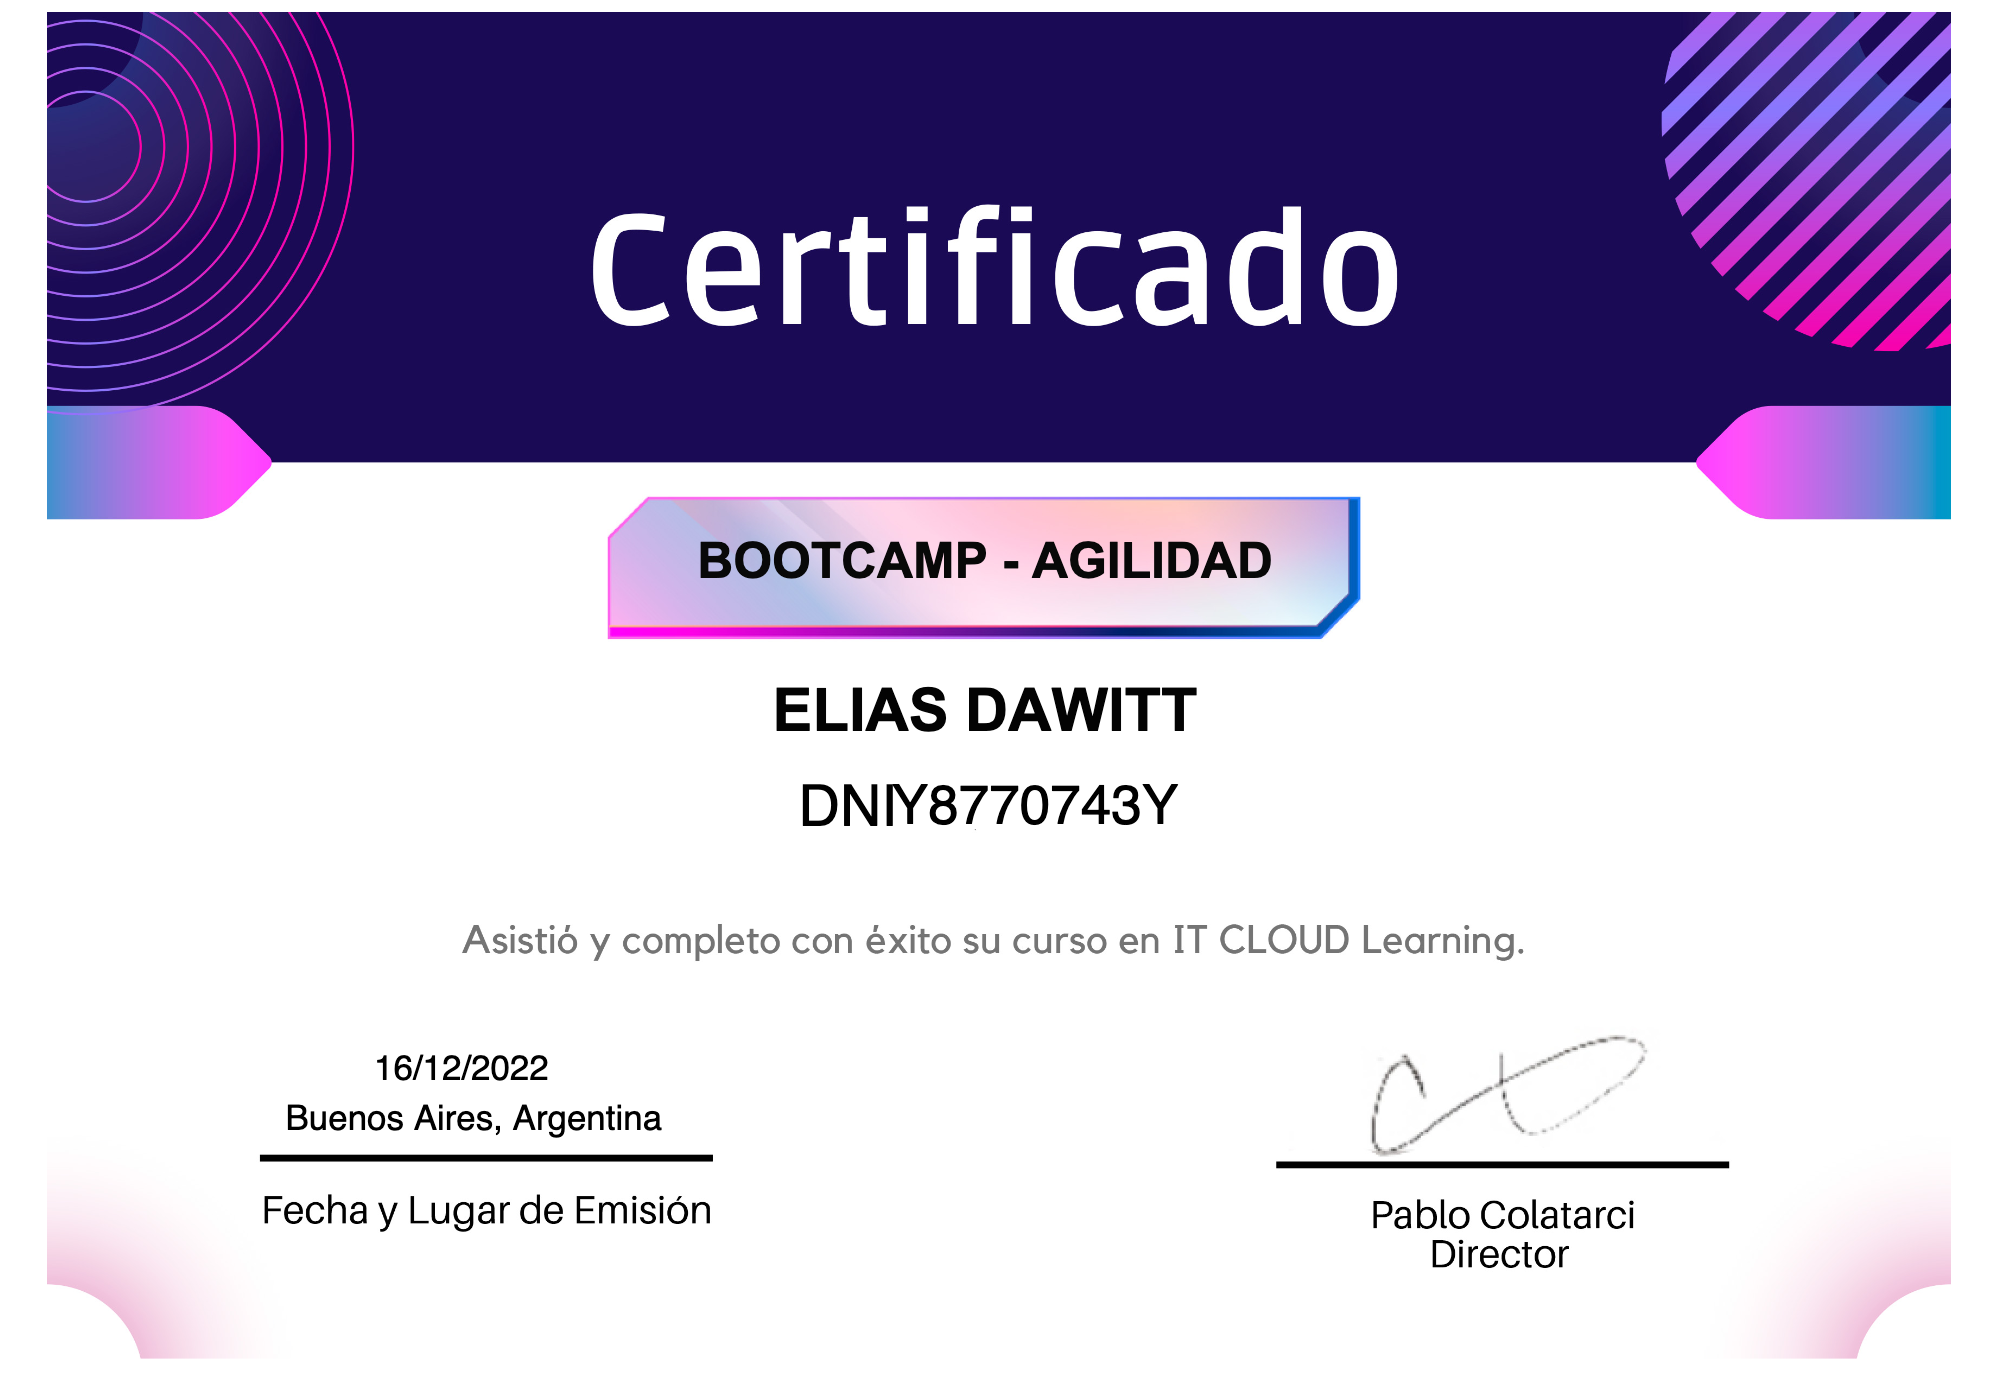 Certificado
BOOTCAMP - AGILIDAD
ELIAS DAWITT
DNIY8770743Y
Asistió y completo con éxito su curso en IT CLOUD Learning.
16/12/2022
Buenos Aires, Argentina
Fecha y Lugar de Emisión
Pablo Colatarci
Director